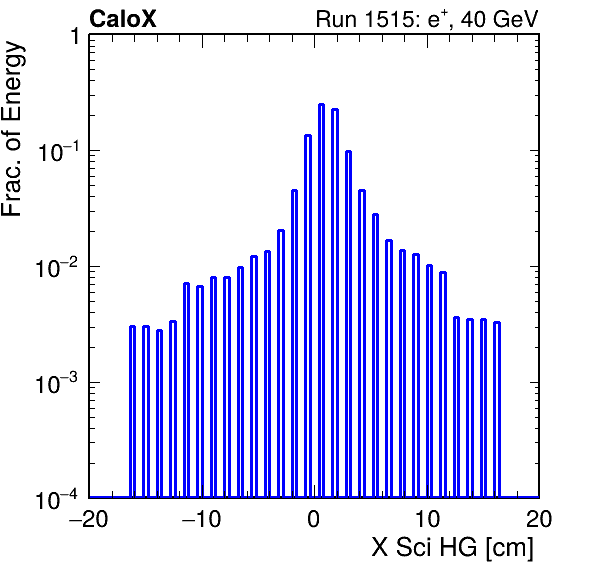 CaloX Run 1515: e⁺, 40 GeV
Frac. of Energy
1
10⁻¹
10⁻²
10⁻³
10⁻⁴
−20 −10 0 10 20
X Sci HG [cm]